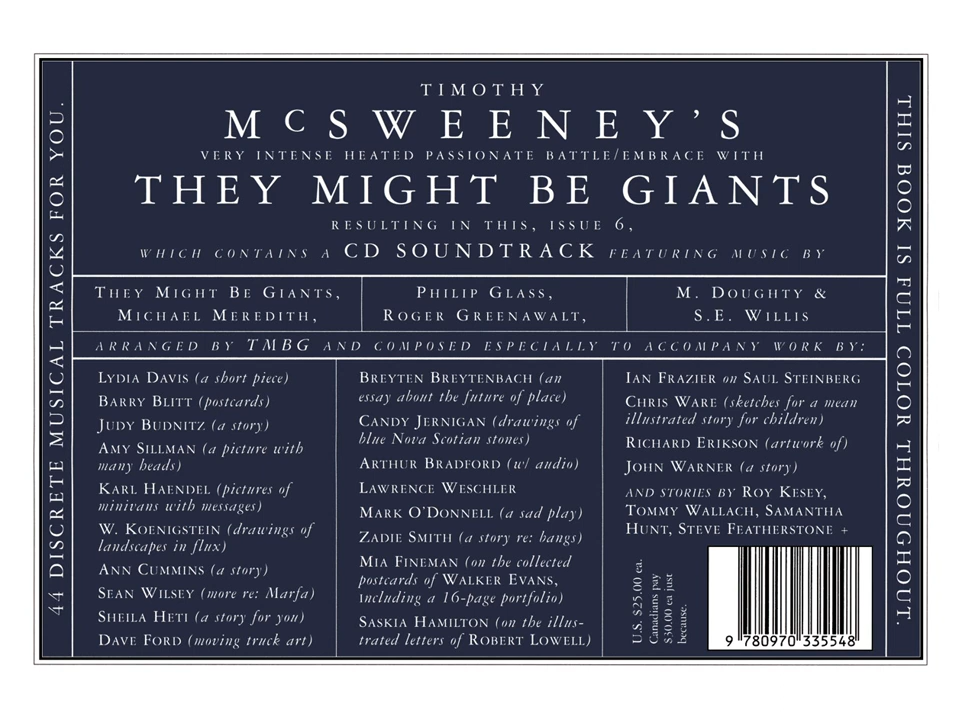 TIMOTHY
McSWEENEY'S
VERY INTENSE HEATED PASSIONATE BATTLE/EMBRACE WITH
THEY MIGHT BE GIANTS
RESULTING IN THIS, ISSUE 6,
WHICH CONTAINS A CD SOUNDTRACK FEATURING MUSIC BY
THEY MIGHT BE GIANTS,
MICHAEL MEREDITH,
PHILIP GLASS,
ROGER GREENAWALT,
M. DOUGHTY &
S.E. WILLIS
ARRANGED BY TMBG AND COMPOSED ESPECIALLY TO ACCOMPANY WORK BY:
LYDIA DAVIS (a short piece)
BARRY BLITT (postcards)
JUDY BUDNITZ (a story)
AMY SILLMAN (a picture with
many heads)
KARL HAENDEL (pictures of
minivans with messages)
W. KOENIGSTEIN (drawings of
landscapes in flux)
ANN CUMMINS (a story)
SEAN WILSEY (more re: Marfa)
SHEILA HETI (a story for you)
DAVE FORD (moving truck art)
BREYTEN BREYTENBACH (an
essay about the future of place)
CANDY JERNIGAN (drawings of
blue Nova Scotian stones)
ARTHUR BRADFORD (w/ audio)
LAWRENCE WESCHLER
MARK O'DONNELL (a sad play)
ZADIE SMITH (a story re: hangs)
MIA FINEMAN (on the collected
postcards of WALKER EVANS,
including a 16-page portfolio)
SASKIA HAMILTON (on the illus-
trated letters of ROBERT LOWELL)
IAN FRAZIER on SAUL STEINBERG
CHRIS WARE (sketches for a mean
illustrated story for children)
RICHARD ERIKSON (artwork of)
JOHN WARNER (a story)
AND STORIES BY ROY KESEY,
TOMMY WALLACH, SAMANTHA
HUNT, STEVE FEATHERSTONE +
U.S. $25.00 ea.
Canadians pay
$30.00 ea just
because.
9 780970 335548
44 DISCRETE MUSICAL TRACKS FOR YOU.
THIS BOOK IS FULL COLOR THROUGHOUT.